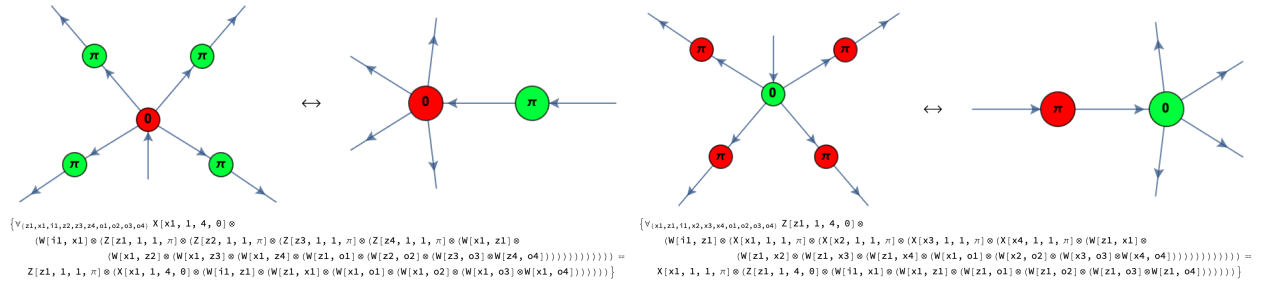 π π
0
π π
↔
0 π
π π
0
π π
↔
π 0
{∀_{z1,x1,i1,z2,z3,z4,o1,o2,o3,o4} X[x1, 1, 4, 0]⊗
(W[i1, x1]⊗(Z[z1, 1, 1, π]⊗(Z[z2, 1, 1, π]⊗(Z[z3, 1, 1, π]⊗(Z[z4, 1, 1, π]⊗(W[x1, z1]⊗
(W[x1, z2]⊗(W[x1, z3]⊗(W[x1, z4]⊗(W[z1, o1]⊗(W[z2, o2]⊗(W[z3, o3]⊗W[z4, o4])))))))))))) ==
Z[z1, 1, 1, π]⊗(X[x1, 1, 4, 0]⊗(W[i1, z1]⊗(W[z1, x1]⊗(W[x1, o1]⊗(W[x1, o2]⊗(W[x1, o3]⊗W[x1, o4]))))))}
{∀_{x1,z1,i1,x2,x3,x4,o1,o2,o3,o4} Z[z1, 1, 4, 0]⊗
(W[i1, z1]⊗(X[x1, 1, 1, π]⊗(X[x2, 1, 1, π]⊗(X[x3, 1, 1, π]⊗(X[x4, 1, 1, π]⊗(W[z1, x1]⊗
(W[z1, x2]⊗(W[z1, x3]⊗(W[z1, x4]⊗(W[x1, o1]⊗(W[x2, o2]⊗(W[x3, o3]⊗W[x4, o4])))))))))))) ==
X[x1, 1, 1, π]⊗(Z[z1, 1, 4, 0]⊗(W[i1, x1]⊗(W[x1, z1]⊗(W[z1, o1]⊗(W[z1, o2]⊗(W[z1, o3]⊗W[z1, o4]))))))}